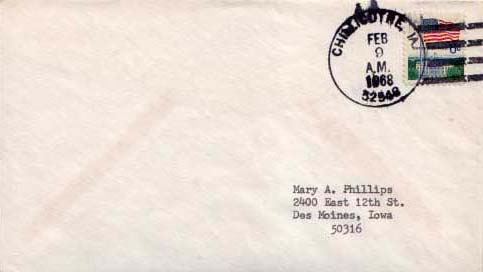 CHILLICOTHE, IA.
FEB
9
A.M.
1968
52548
6c
Mary A. Phillips
2400 East 12th St.
Des Moines, Iowa
50316